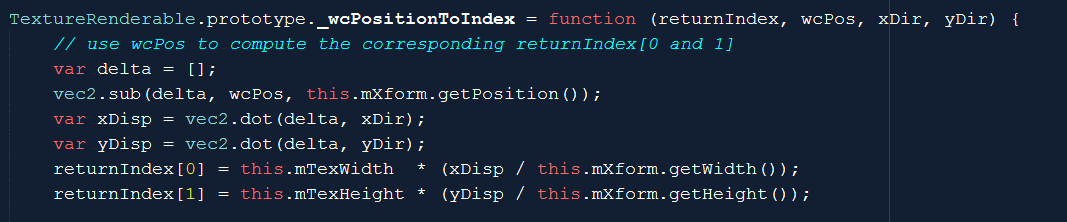 TextureRenderable.prototype._wcPositionToIndex = function (returnIndex, wcPos, xDir, yDir) {
    // use wcPos to compute the corresponding returnIndex[0 and 1]
    var delta = [];
    vec2.sub(delta, wcPos, this.mXform.getPosition());
    var xDisp = vec2.dot(delta, xDir);
    var yDisp = vec2.dot(delta, yDir);
    returnIndex[0] = this.mTexWidth  * (xDisp / this.mXform.getWidth());
    returnIndex[1] = this.mTexHeight * (yDisp / this.mXform.getHeight());